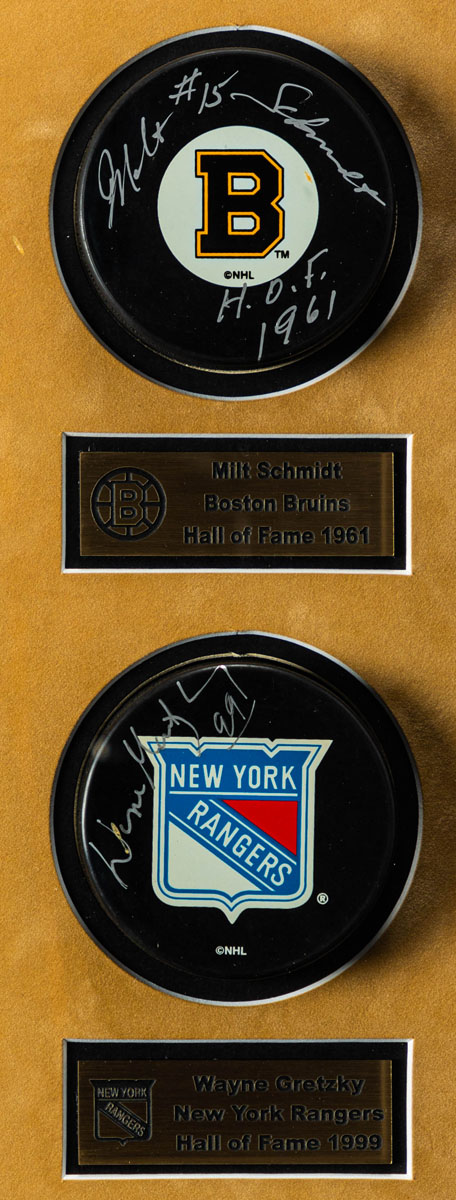 Milt #15 Schmidt
B
TM
©NHL
H.O.F.
1961
B
Milt Schmidt
Boston Bruins
Hall of Fame 1961
Wayne Gretzky
99
NEW YORK
RANGERS
®
©NHL
NEW YORK
RANGERS
Wayne Gretzky
New York Rangers
Hall of Fame 1999